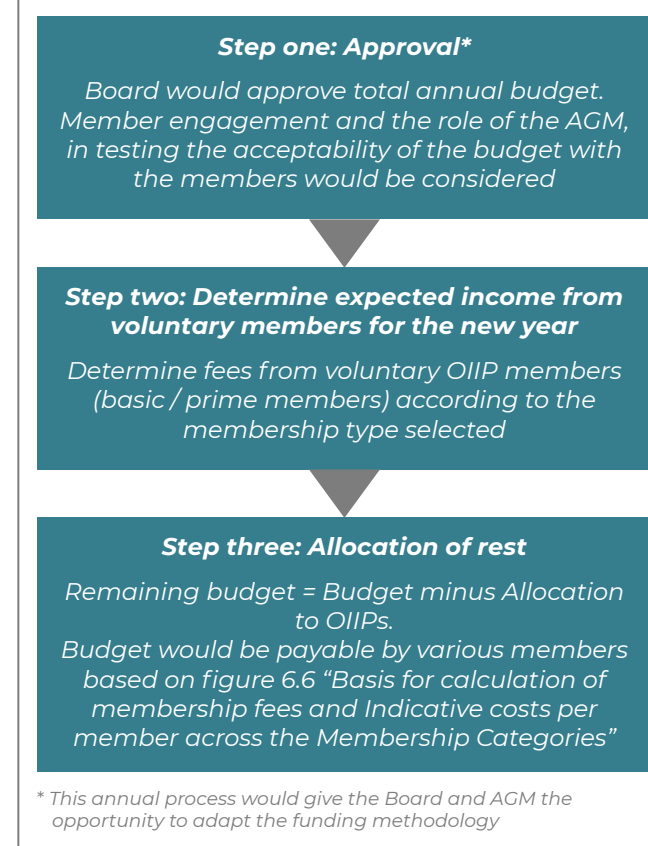 Step one: Approval*
Board would approve total annual budget.
Member engagement and the role of the AGM,
in testing the acceptability of the budget with
the members would be considered
Step two: Determine expected income from
voluntary members for the new year
Determine fees from voluntary OIIP members
(basic / prime members) according to the
membership type selected
Step three: Allocation of rest
Remaining budget = Budget minus Allocation
to OIIPs.
Budget would be payable by various members
based on figure 6.6 “Basis for calculation of
membership fees and Indicative costs per
member across the Membership Categories”
* This annual process would give the Board and AGM the
opportunity to adapt the funding methodology